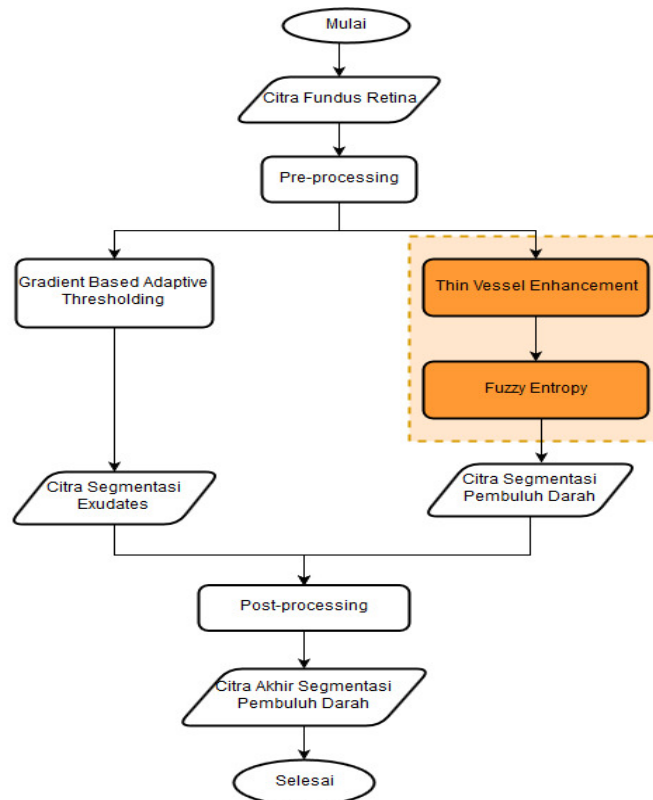 Mulai
Citra Fundus Retina
Pre-processing
Gradient Based Adaptive
Thresholding
Thin Vessel Enhancement
Fuzzy Entropy
Citra Segmentasi
Exudates
Citra Segmentasi
Pembuluh Darah
Post-processing
Citra Akhir Segmentasi
Pembuluh Darah
Selesai